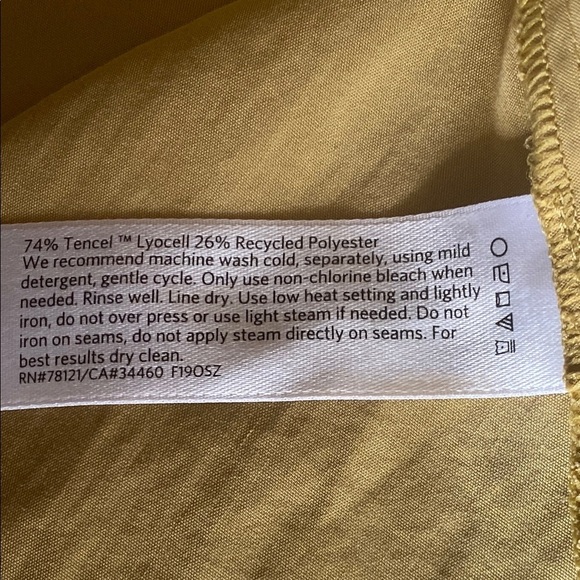 74% Tencel ™ Lyocell 26% Recycled Polyester
We recommend machine wash cold, separately, using mild
detergent, gentle cycle. Only use non-chlorine bleach when
needed. Rinse well. Line dry. Use low heat setting and lightly
iron, do not over press or use light steam if needed. Do not
iron on seams, do not apply steam directly on seams. For
best results dry clean.
RN#78121/CA#34460 F19OSZ